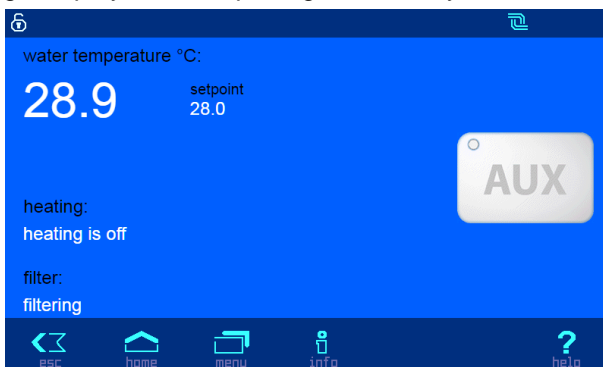 water temperature °C:
28.9
setpoint
28.0
AUX
heating:
heating is off
filter:
filtering
esc home menu info help